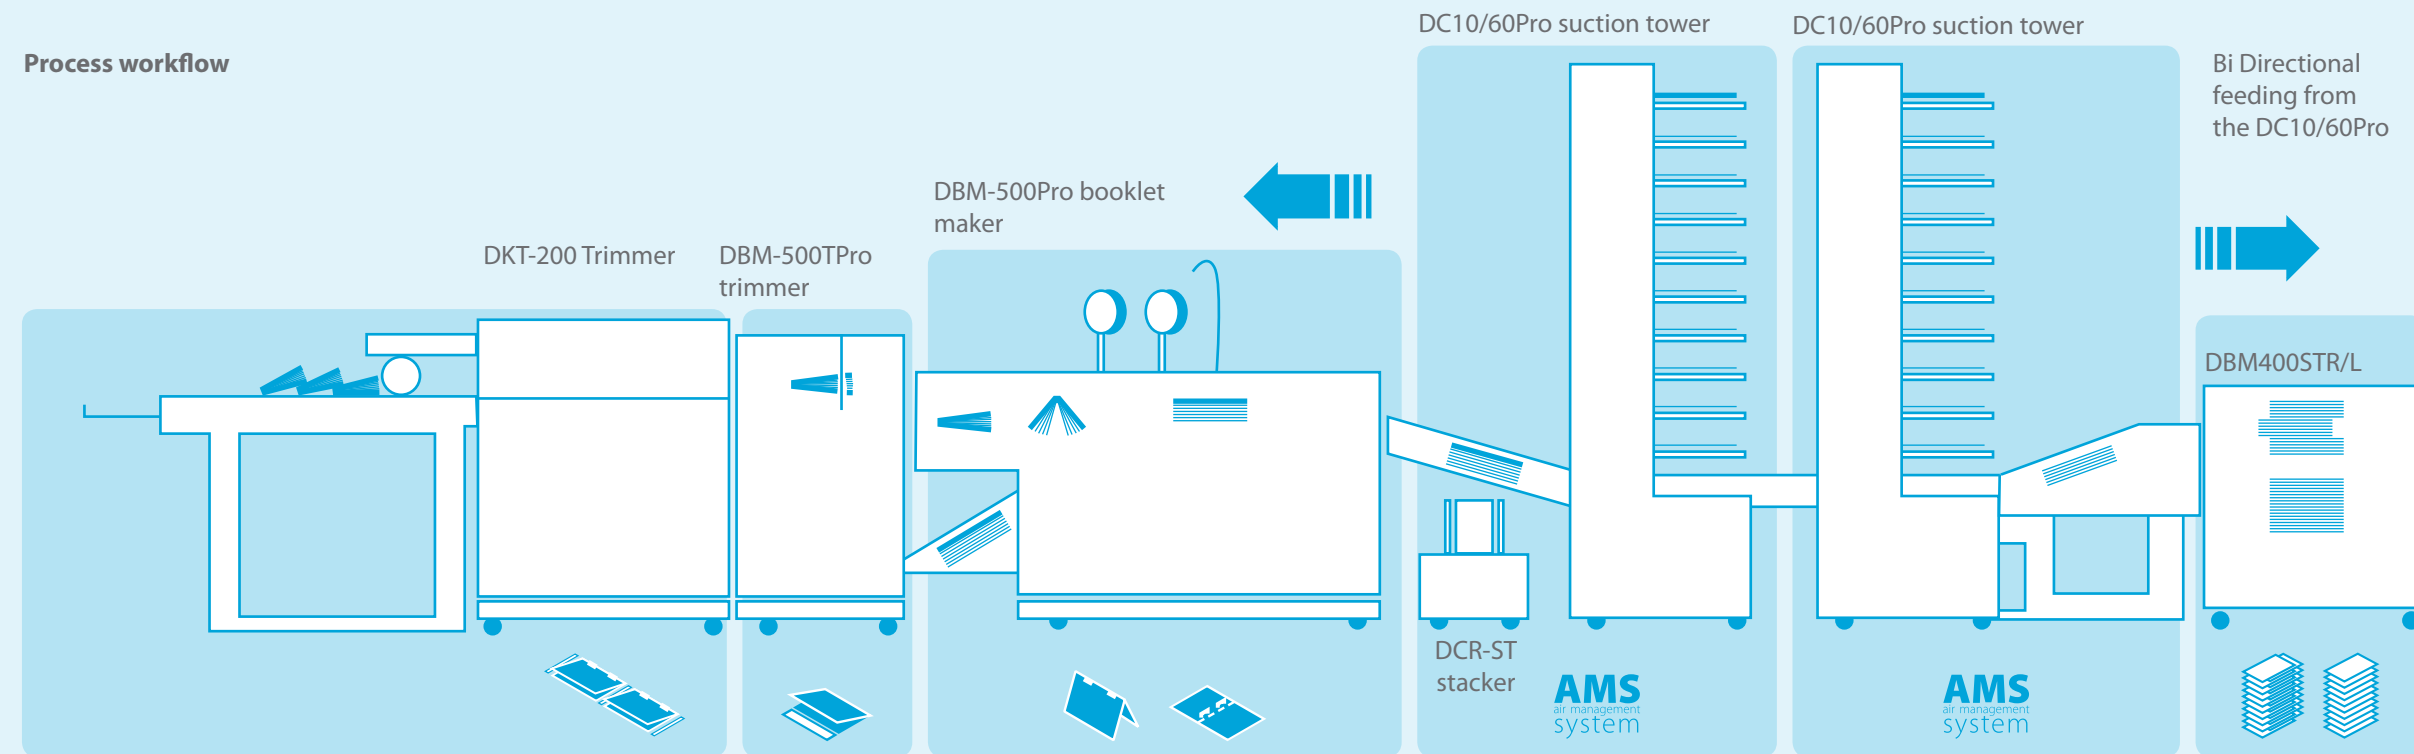 Process workflow
DC10/60Pro suction tower
DC10/60Pro suction tower
Bi Directional
feeding from
the DC10/60Pro
DBM-500Pro booklet
maker
DKT-200 Trimmer
DBM-500TPro
trimmer
DBM400STR/L
DCR-ST
stacker
AMS
air management
system
AMS
air management
system